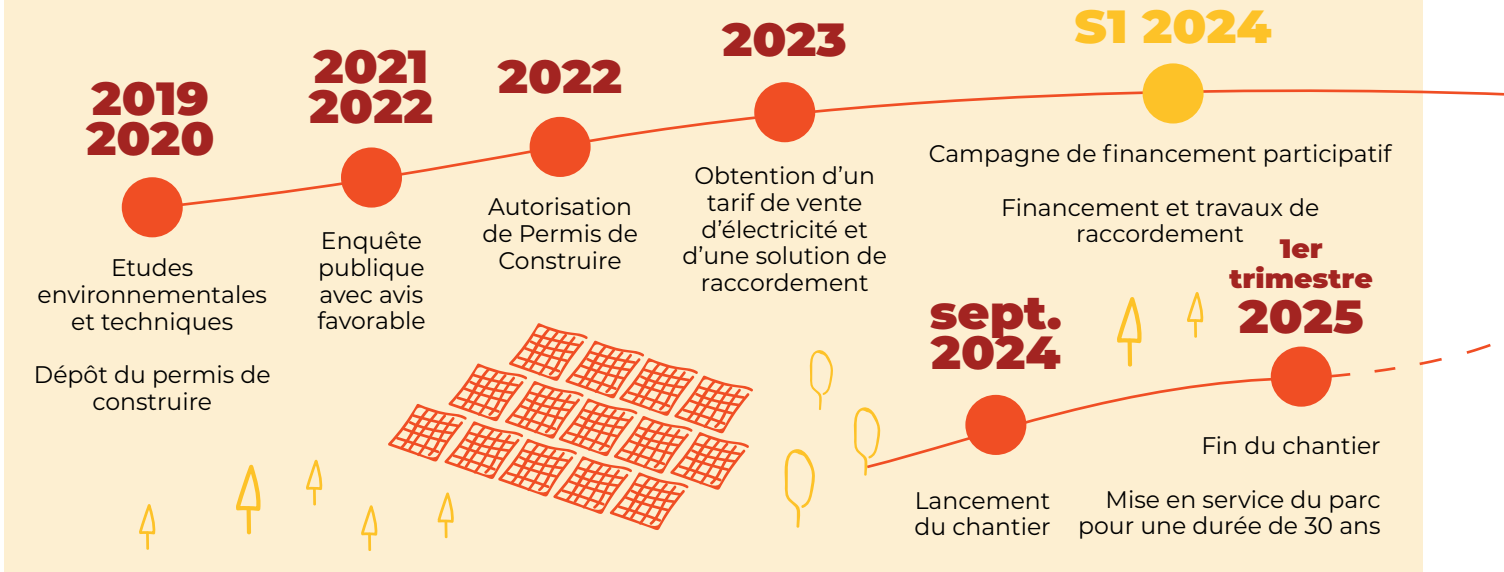 2019
2020
Etudes
environnementales
et techniques
Dépôt du permis de
construire
2021
2022
Enquête
publique
avec avis
favorable
2022
Autorisation
de Permis de
Construire
2023
Obtention d’un
tarif de vente
d’électricité et
d’une solution de
raccordement
S1 2024
Campagne de financement participatif
Financement et travaux de
raccordement
sept.
2024
Lancement
du chantier
1er
trimestre
2025
Fin du chantier
Mise en service du parc
pour une durée de 30 ans